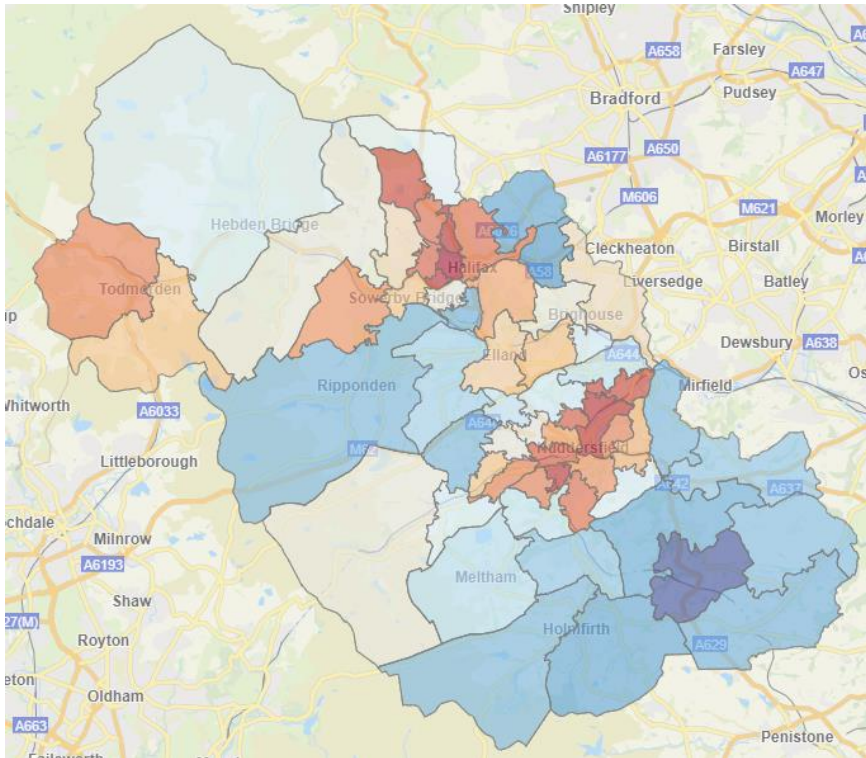 Shipley
A658
Farsley
A647
Bradford
Pudsey
A650
A6177
M606
M621
Morley
Hebden Bridge
Cleckheaton
Birstall
Halifax
A58
Liversedge
Batley
Todmorden
Sowerby Bridge
Brighouse
Dewsbury
A638
Elland
A644
Ripponden
Mirfield
Whitworth
A6033
M62
Huddersfield
Littleborough
A637
Milnrow
A6193
Meltham
Shaw
27(M)
Holmfirth
A629
Royton
Oldham
A663
Penistone